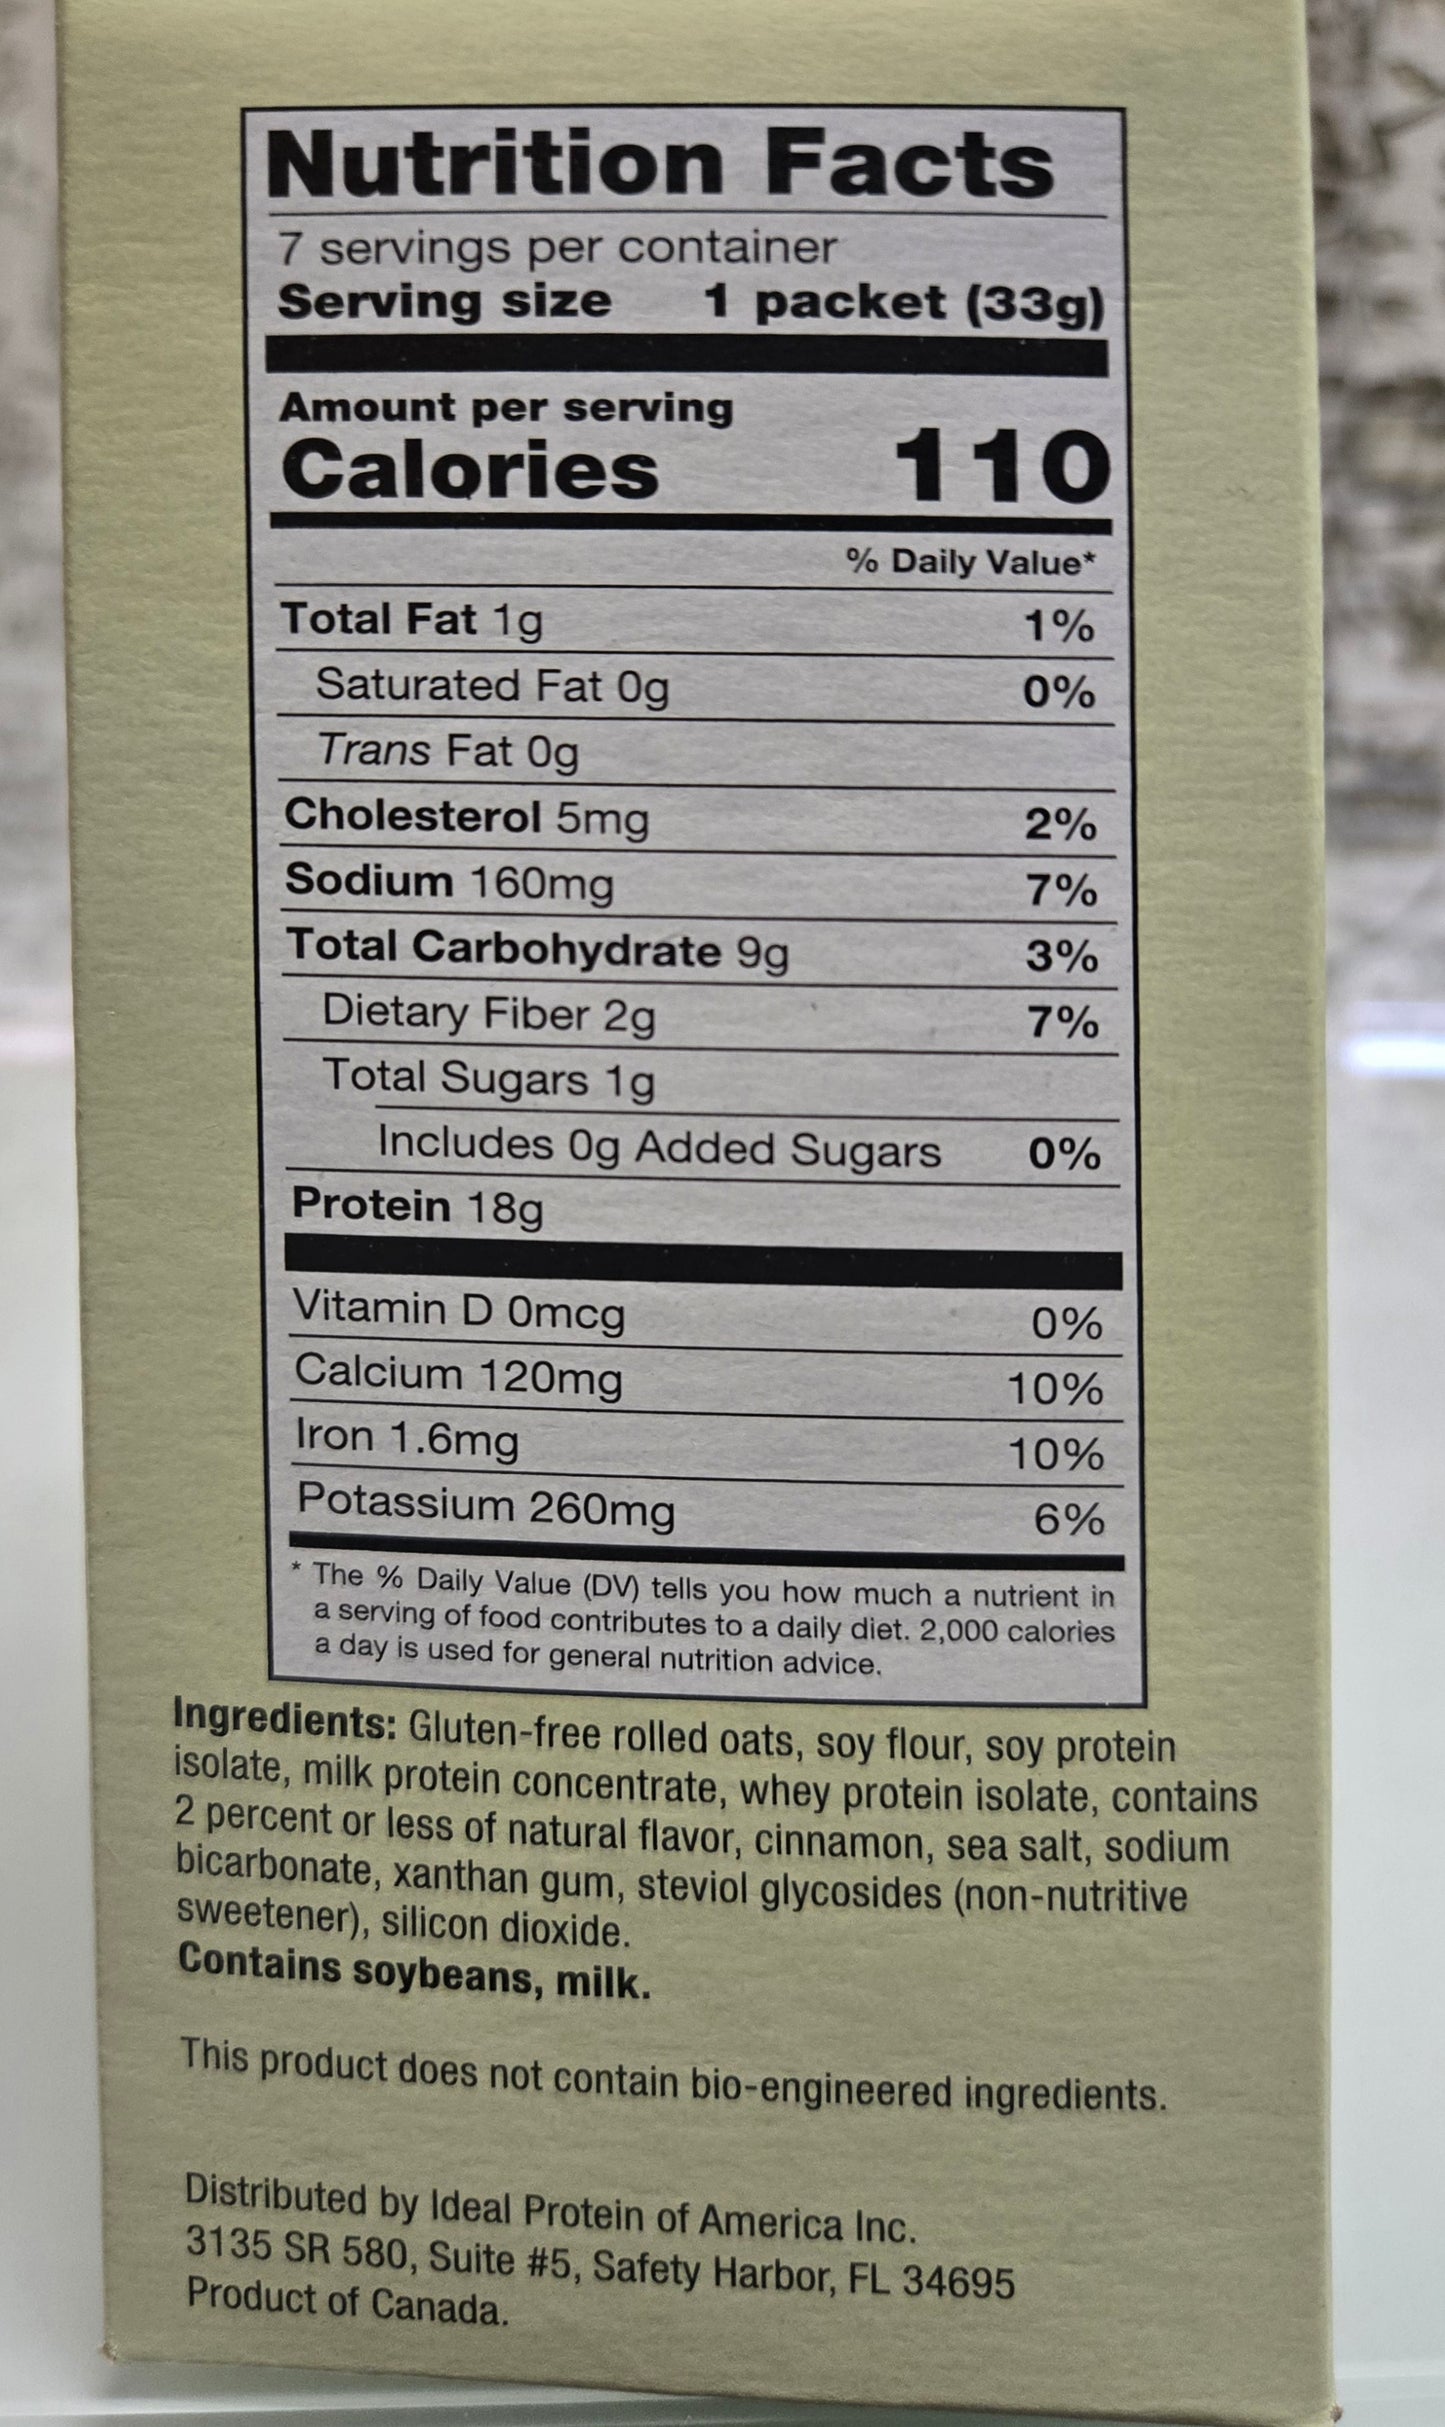 Nutrition Facts
7 servings per container
Serving size 1 packet (33g)
Amount per serving
Calories 110
% Daily Value*
Total Fat 1g 1%
Saturated Fat 0g 0%
Trans Fat 0g
Cholesterol 5mg 2%
Sodium 160mg 7%
Total Carbohydrate 9g 3%
Dietary Fiber 2g 7%
Total Sugars 1g
Includes 0g Added Sugars 0%
Protein 18g
Vitamin D 0mcg 0%
Calcium 120mg 10%
Iron 1.6mg 10%
Potassium 260mg 6%
* The % Daily Value (DV) tells you how much a nutrient in
a serving of food contributes to a daily diet. 2,000 calories
a day is used for general nutrition advice.
Ingredients: Gluten-free rolled oats, soy flour, soy protein
isolate, milk protein concentrate, whey protein isolate, contains
2 percent or less of natural flavor, cinnamon, sea salt, sodium
bicarbonate, xanthan gum, steviol glycosides (non-nutritive
sweetener), silicon dioxide.
Contains soybeans, milk.
This product does not contain bio-engineered ingredients.
Distributed by Ideal Protein of America Inc.
3135 SR 580, Suite #5, Safety Harbor, FL 34695
Product of Canada.